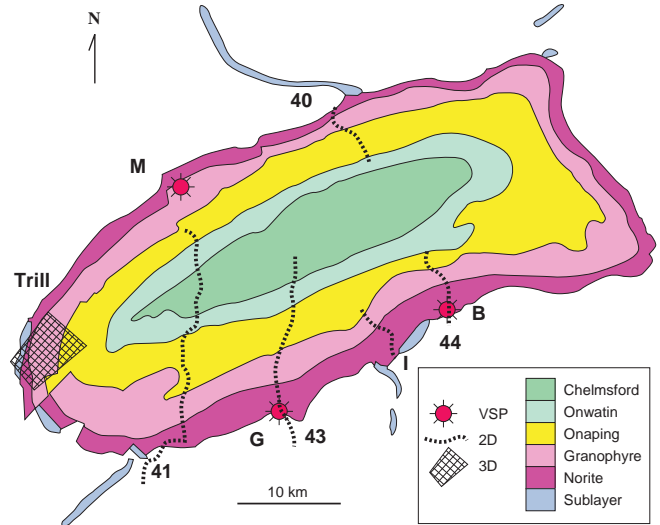 N
40
M
Trill
B
I
44
G
43
41
10 km
VSP
2D
3D
Chelmsford
Onwatin
Onaping
Granophyre
Norite
Sublayer